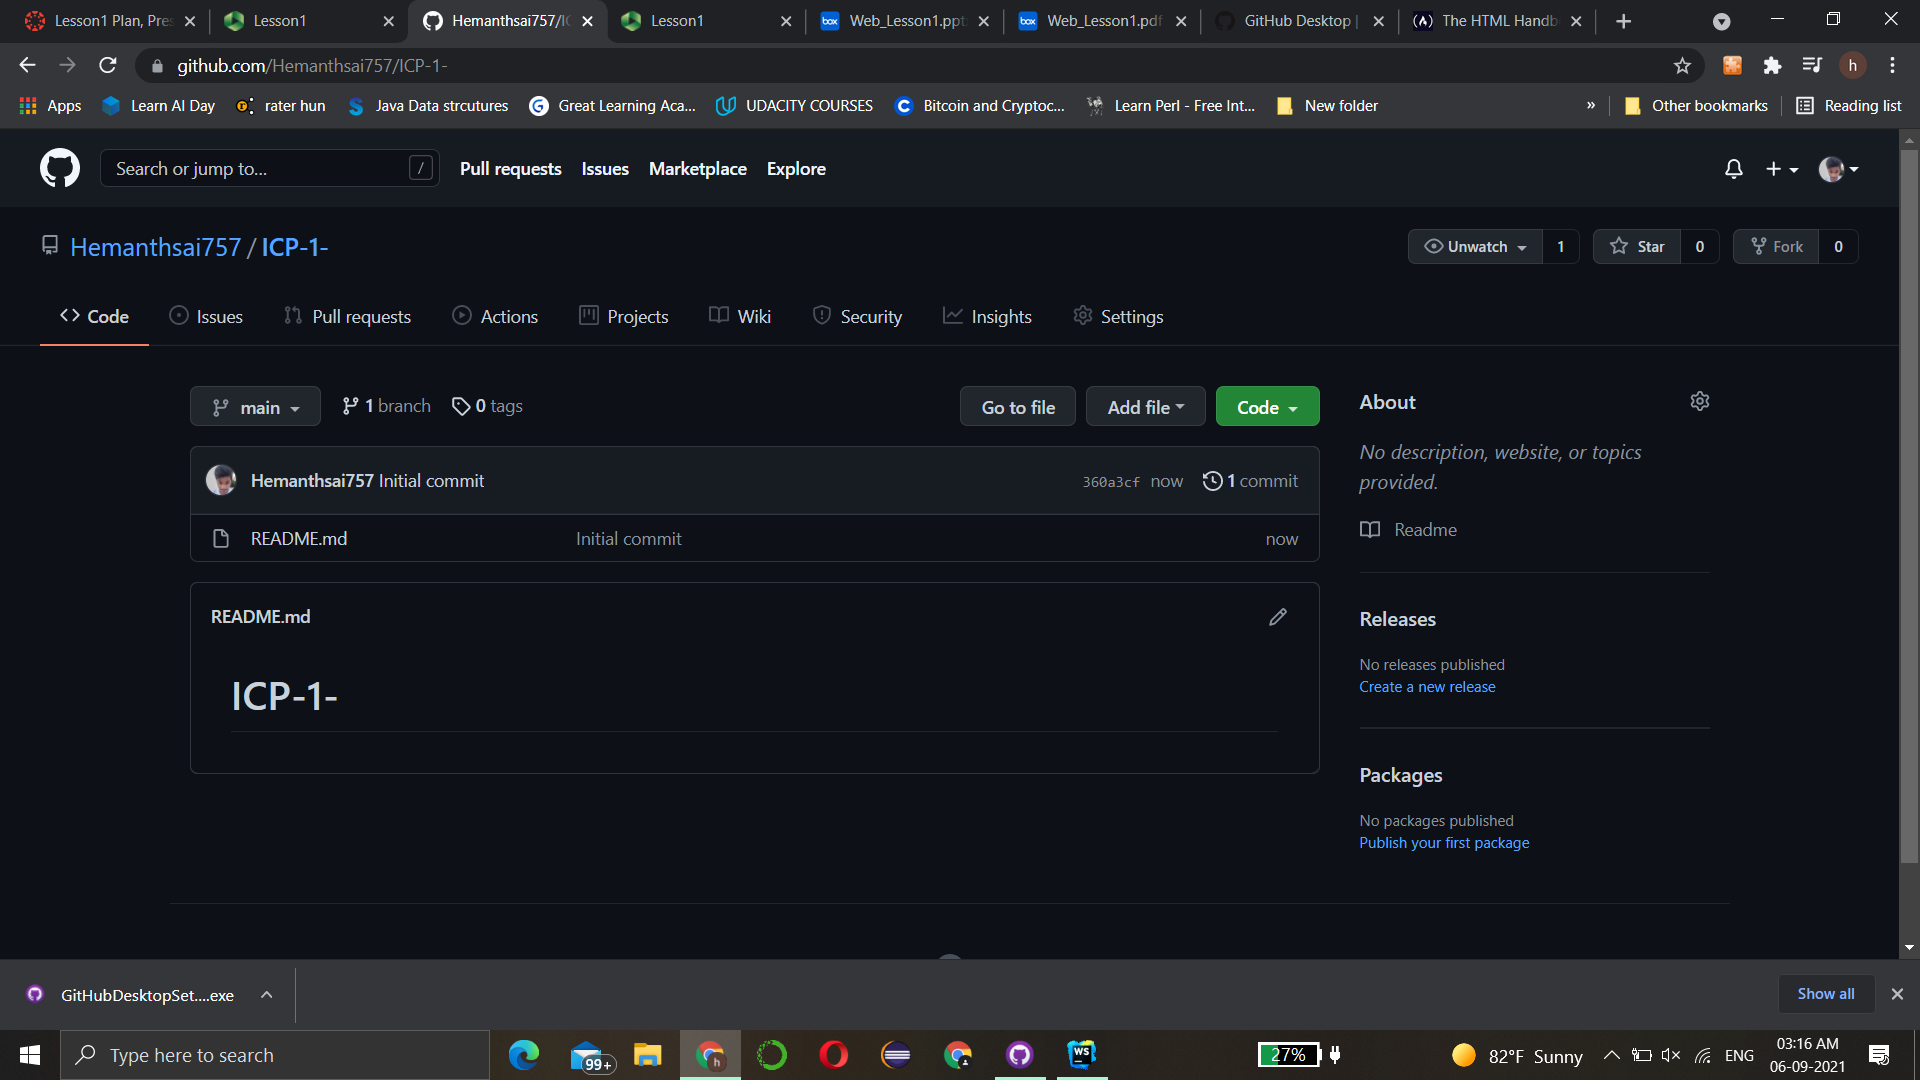 Lesson1 Plan, Pres
Lesson1
Hemanthsai757/IC
Lesson1
box Web_Lesson1.pptx
box Web_Lesson1.pdf
GitHub Desktop |
The HTML Handb
github.com/Hemanthsai757/ICP-1-
h
Apps
Learn AI Day
rater hun
Java Data strcutures
Great Learning Aca...
UDACITY COURSES
Bitcoin and Cryptoc...
Learn Perl - Free Int...
New folder
»
Other bookmarks
Reading list
Search or jump to...
/
Pull requests
Issues
Marketplace
Explore
Hemanthsai757 / ICP-1-
Unwatch 1
Star 0
Fork 0
<> Code
Issues
Pull requests
Actions
Projects
Wiki
Security
Insights
Settings
main
1 branch
0 tags
Go to file
Add file
Code
Hemanthsai757 Initial commit
360a3cf now
1 commit
README.md
Initial commit
now
README.md
ICP-1-
About
No description, website, or topics
provided.
Readme
Releases
No releases published
Create a new release
Packages
No packages published
Publish your first package
GitHubDesktopSet....exe
Show all
Type here to search
99+
h
WS
27%
82°F Sunny
ENG
03:16 AM
06-09-2021